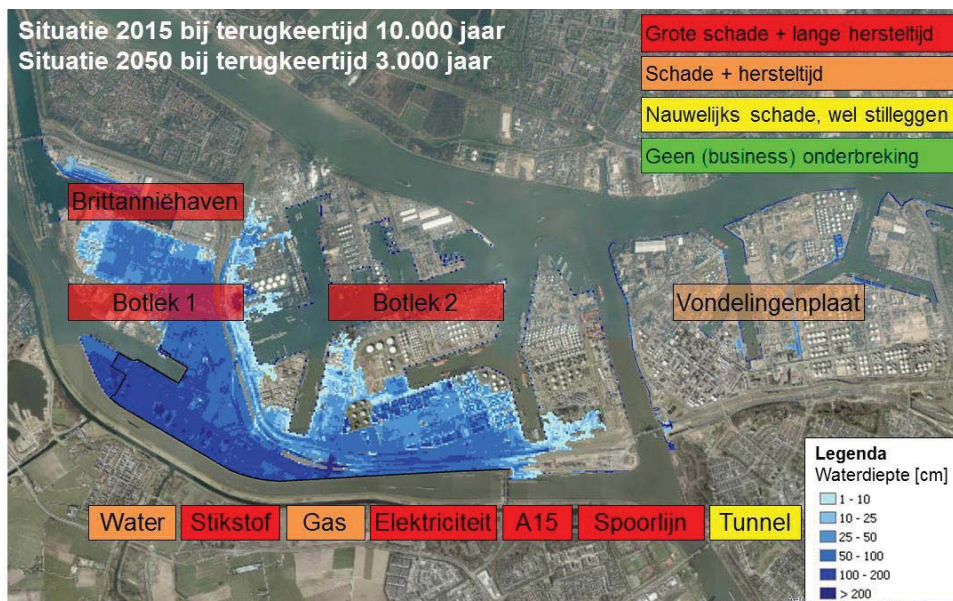 Situatie 2015 bij terugkeertijd 10.000 jaar
Situatie 2050 bij terugkeertijd 3.000 jaar
Grote schade + lange hersteltijd
Schade + hersteltijd
Nauwelijks schade, wel stilleggen
Geen (business) onderbreking
Brittanniëhaven
Botlek 1
Botlek 2
Vondelingenplaat
Water
Stikstof
Gas
Elektriciteit
A15
Spoorlijn
Tunnel
Legenda
Waterdiepte [cm]
1 - 10
10 - 25
25 - 50
50 - 100
100 - 200
> 200